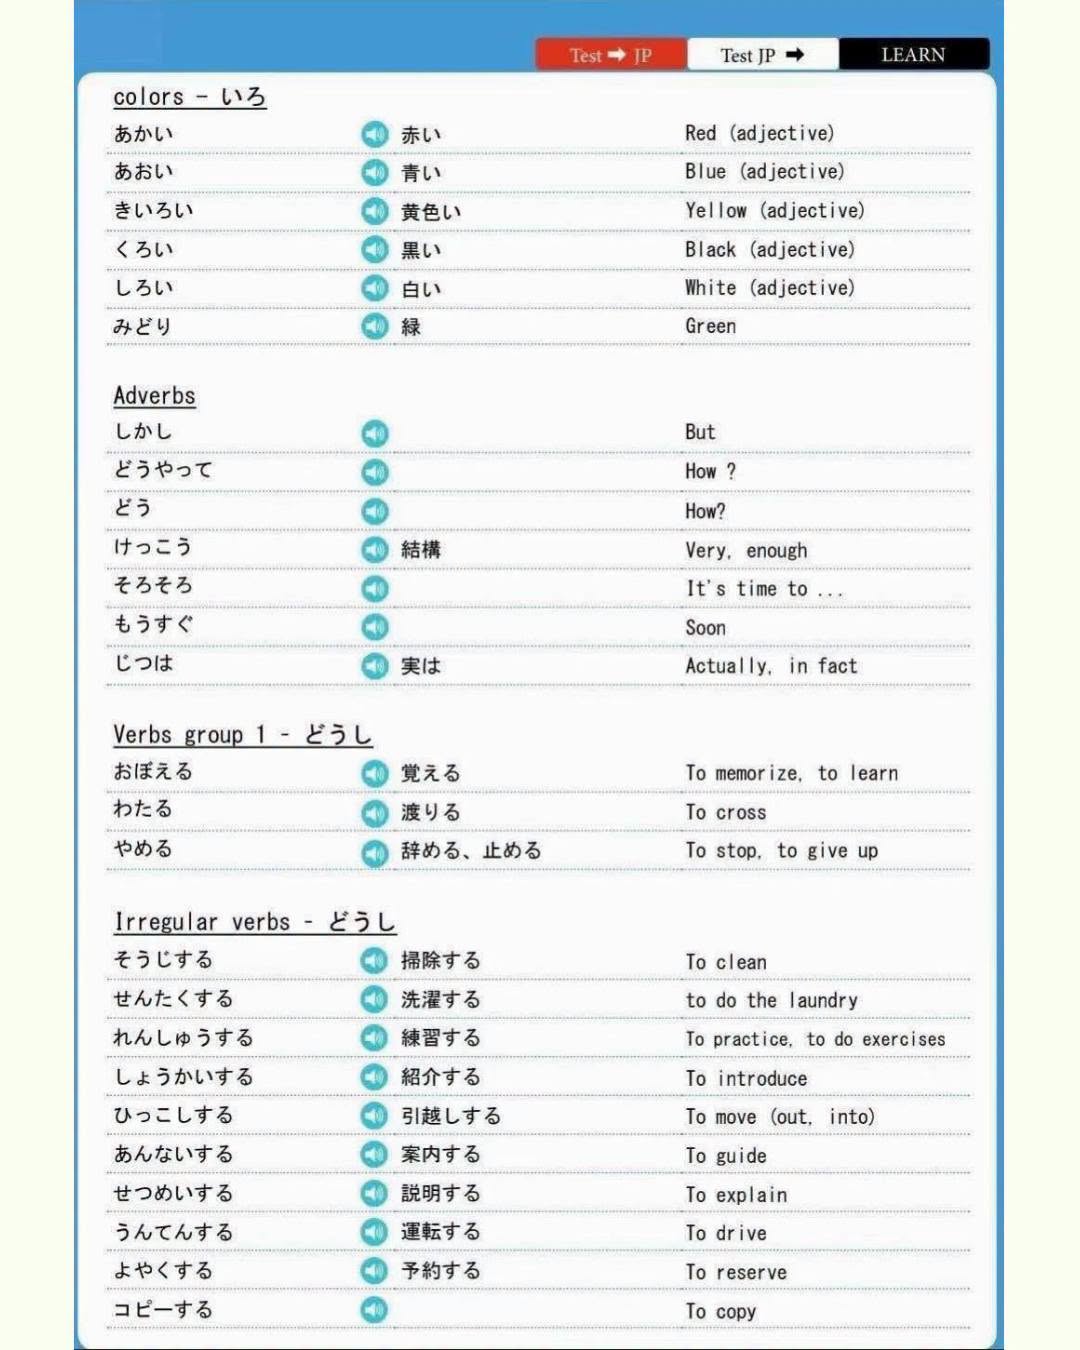 Test ➡ JP
Test JP ➡
LEARN
colors - いろ
あかい 赤い Red (adjective)
あおい 青い Blue (adjective)
きいろい 黄色い Yellow (adjective)
くろい 黒い Black (adjective)
しろい 白い White (adjective)
みどり 緑 Green
Adverbs
しかし But
どうやって How ?
どう How?
けっこう 結構 Very, enough
そろそろ It's time to ...
もうすぐ Soon
じつは 実は Actually, in fact
Verbs group 1 - どうし
おぼえる 覚える To memorize, to learn
わたる 渡りる To cross
やめる 辞める、止める To stop, to give up
Irregular verbs - どうし
そうじする 掃除する To clean
せんたくする 洗濯する to do the laundry
れんしゅうする 練習する To practice, to do exercises
しょうかいする 紹介する To introduce
ひっこしする 引越しする To move (out, into)
あんないする 案内する To guide
せつめいする 説明する To explain
うんてんする 運転する To drive
よやくする 予約する To reserve
コピーする To copy